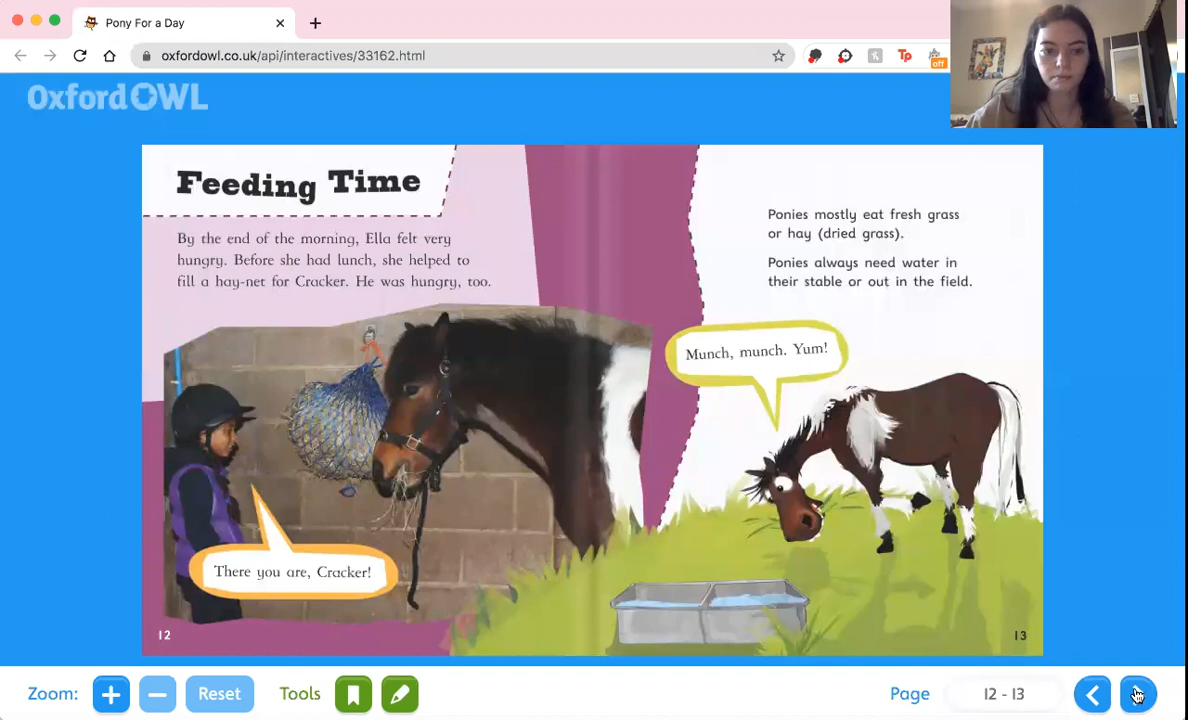 Pony For a Day
oxfordowl.co.uk/api/interactives/33162.html
Tp
off
Oxford OWL
Feeding Time
By the end of the morning, Ella felt very
hungry. Before she had lunch, she helped to
fill a hay-net for Cracker. He was hungry, too.
Ponies mostly eat fresh grass
or hay (dried grass).
Ponies always need water in
their stable or out in the field.
Munch, munch. Yum!
There you are, Cracker!
12
13
Zoom:
Reset
Tools
Page
12 - 13